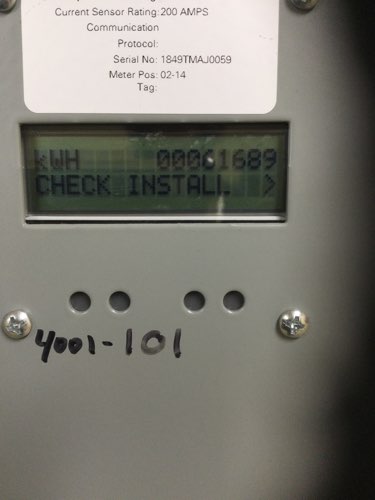 Current Sensor Rating: 200 AMPS
Communication
Protocol:
Serial No: 1849TMAJ0059
Meter Pos: 02-14
Tag:
kWH 00061689
CHECK INSTALL >
4001-101